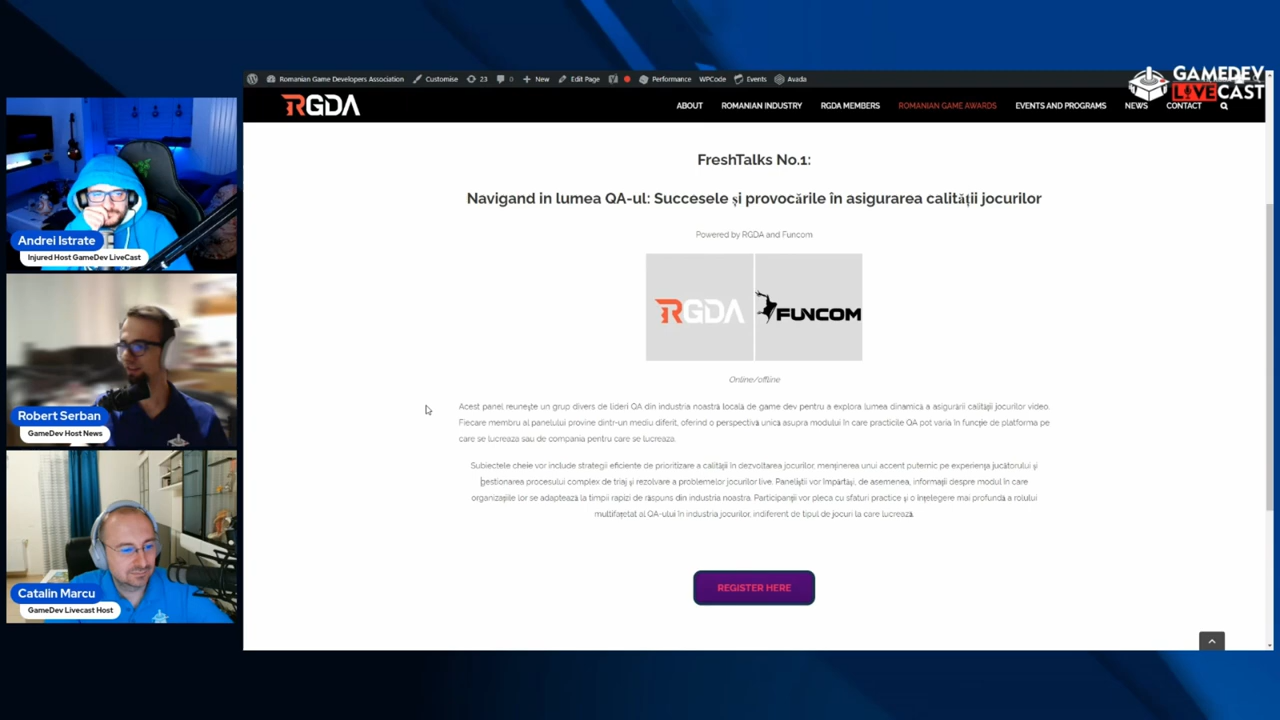 Romanian Game Developers Association
Customise
23
0
New
Edit Page
Performance
WPCode
Events
Avada
GAMEDEV
LIVECAST
RGDA
ABOUT
ROMANIAN INDUSTRY
RGDA MEMBERS
ROMANIAN GAME AWARDS
EVENTS AND PROGRAMS
NEWS
CONTACT
Andrei Istrate
Injured Host GameDev LiveCast
Robert Serban
GameDev Host News
Catalin Marcu
GameDev Livecast Host
FreshTalks No.1:
Navigand in lumea QA-ul: Succesele și provocările în asigurarea calității jocurilor
Powered by RGDA and Funcom
RGDA
FUNCOM
Online/offline
Acest panel reunește un grup divers de lideri QA din industria noastră locală de game dev pentru a explora lumea dinamică a asigurării calității jocurilor video.
Fiecare membru al panelului provine dintr-un mediu diferit, oferind o perspectivă unică asupra modului în care practicile QA pot varia în funcție de platforma pe
care se lucrează sau de compania pentru care se lucrează.
Subiectele cheie vor include strategii eficiente de prioritizare a calității în dezvoltarea jocurilor, menținerea unui accent puternic pe experiența jucătorului și
gestionarea procesului complex de triaj și rezolvare a problemelor jocurilor live. Paneliștii vor împărtăși, de asemenea, informații despre modul în care
organizațiile lor se adaptează la timpii rapizi de răspuns din industria noastră. Participanții vor pleca cu sfaturi practice și o înțelegere mai profundă a rolului
multifațetat al QA-ului în industria jocurilor, indiferent de tipul de jocuri la care lucrează.
REGISTER HERE